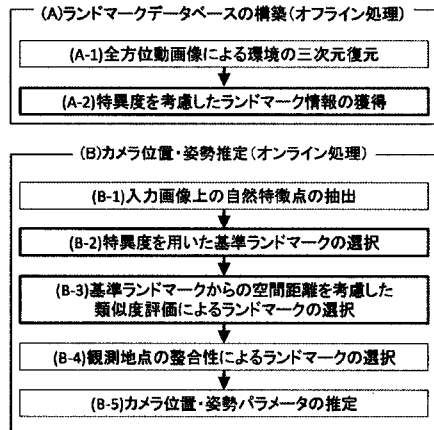 (A)ランドマークデータベースの構築(オフライン処理)
(A-1)全方位動画像による環境の三次元復元
(A-2)特異度を考慮したランドマーク情報の獲得
(B)カメラ位置・姿勢推定(オンライン処理)
(B-1)入力画像上の自然特徴点の抽出
(B-2)特異度を用いた基準ランドマークの選択
(B-3)基準ランドマークからの空間距離を考慮した
類似度評価によるランドマークの選択
(B-4)観測地点の整合性によるランドマークの選択
(B-5)カメラ位置・姿勢パラメータの推定